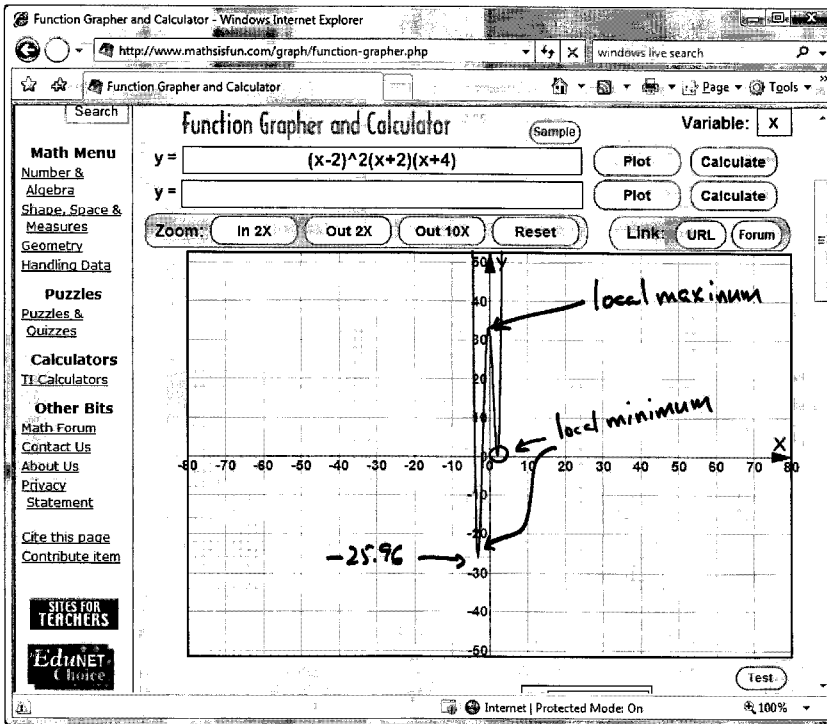 Function Grapher and Calculator - Windows Internet Explorer
http://www.mathsisfun.com/graph/function-grapher.php
windows live search
Function Grapher and Calculator
Page
Tools
Search
Math Menu
Number &
Algebra
Shape, Space &
Measures
Geometry
Handling Data
Puzzles
Puzzles &
Quizzes
Calculators
TI Calculators
Other Bits
Math Forum
Contact Us
About Us
Privacy
Statement
Cite this page
Contribute item
SITES FOR
TEACHERS
EduNET
Choice
Function Grapher and Calculator
Sample
Variable: X
y = (x-2)^2(x+2)(x+4) Plot Calculate
y = Plot Calculate
Zoom: In 2X Out 2X Out 10X Reset Link: URL Forum
50 y
40
local maximum
30
20
10
local minimum
0
X
-80 -70 -60 -50 -40 -30 -20 -10 0 10 20 30 40 50 60 70 80
-10
-20
-25.96
-30
-40
-50
Test
Internet | Protected Mode: On
100%